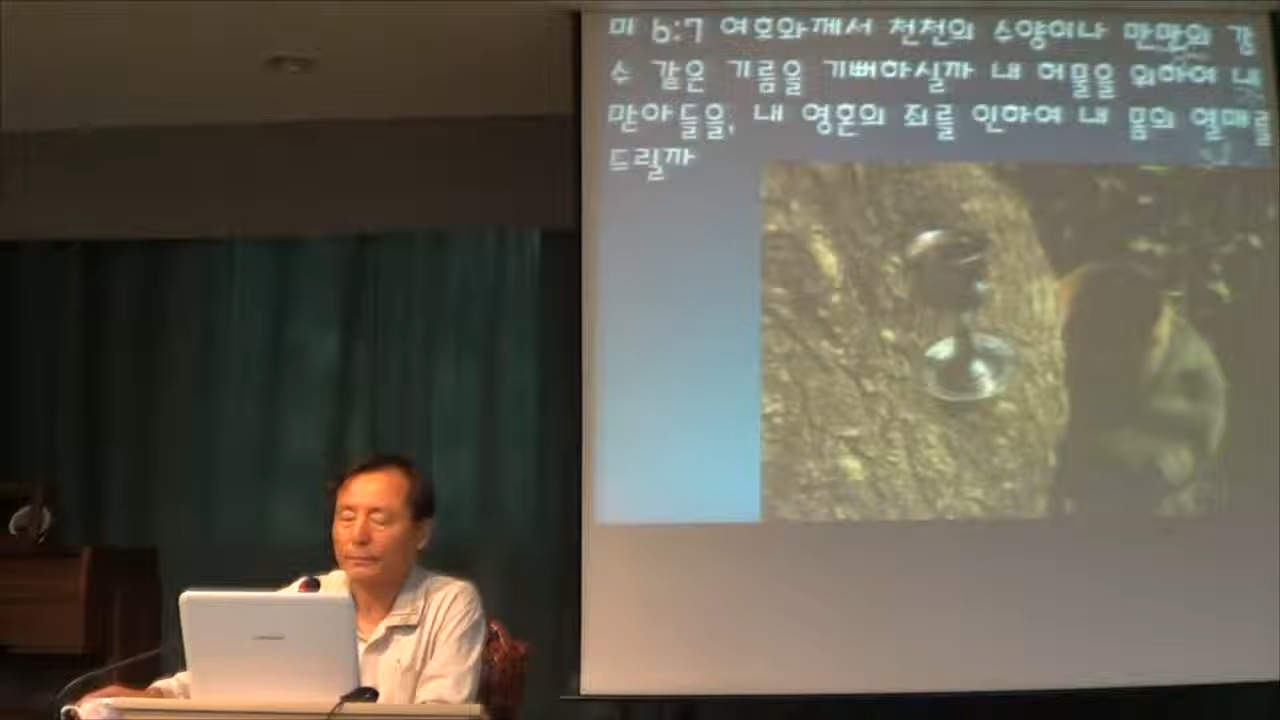 미 6:7 여호와께서 천천의 수양이나 만만의 강
수 같은 기름을 기뻐하실까 내 허물을 위하여 내
맏아들을, 내 영혼의 죄를 인하여 내 몸의 열매를
드릴까